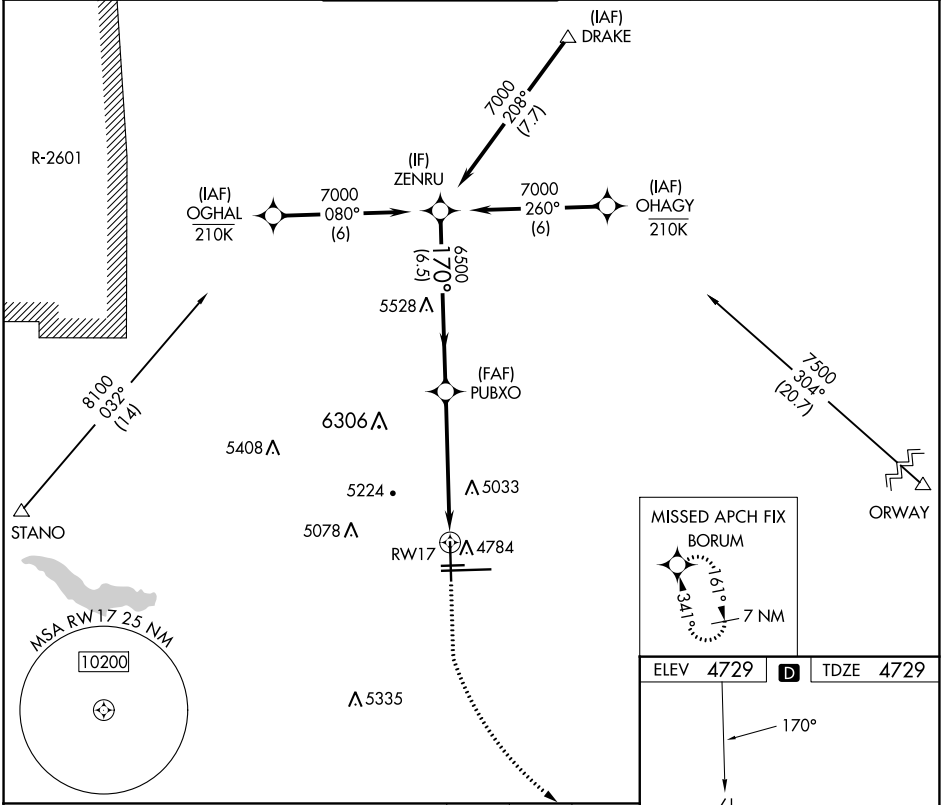 (IAF)
DRAKE
7000
208°
(7.7)
R-2601
(IF)
ZENRU
(IAF)
OGHAL
210K
7000
080°
(6)
7000
260°
(6)
(IAF)
OHAGY
210K
6500
170°
(6.5)
5528
8100
032°
(14)
(FAF)
PUBXO
7500
304°
(20.7)
6306
5408
5224
5033
STANO
ORWAY
5078
RW17
4784
MISSED APCH FIX
BORUM
161°
341°
7 NM
MSA RW17 25 NM
10200
5335
ELEV 4729
D
TDZE 4729
170°